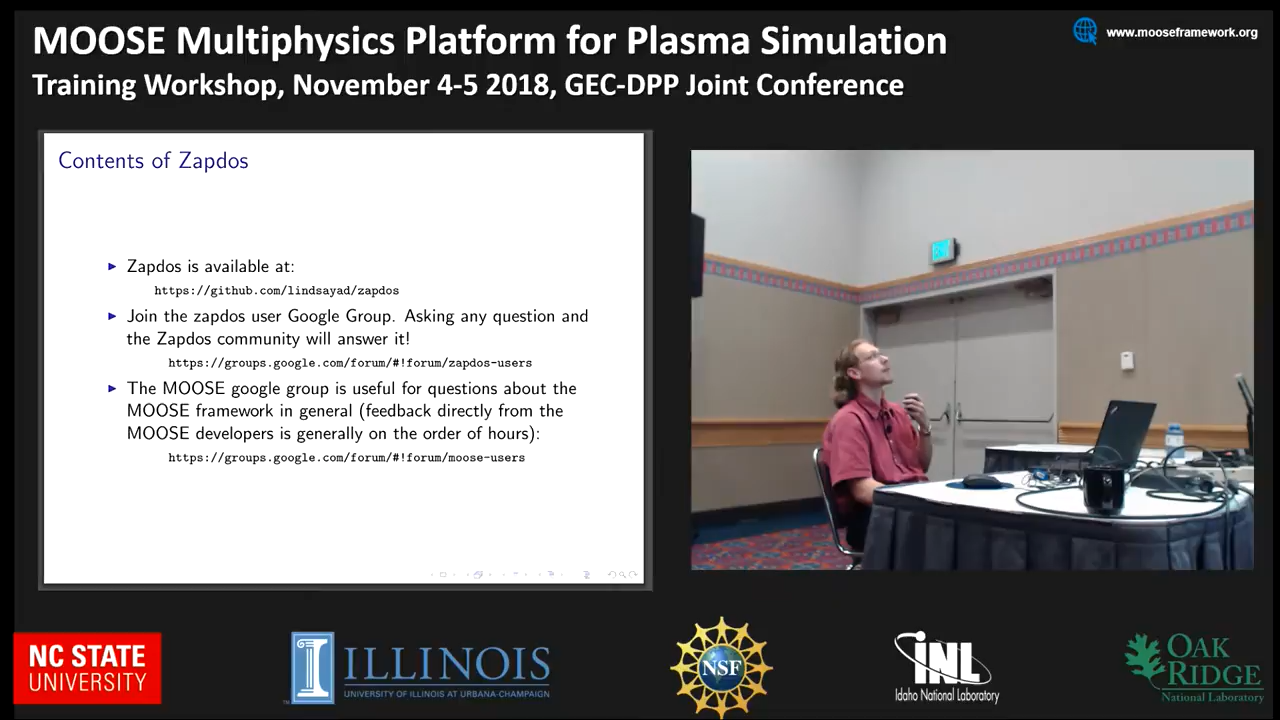 MOOSE Multiphysics Platform for Plasma Simulation
www.mooseframework.org
Training Workshop, November 4-5 2018, GEC-DPP Joint Conference
Contents of Zapdos
Zapdos is available at:
https://github.com/lindsayad/zapdos
Join the zapdos user Google Group. Asking any question and
the Zapdos community will answer it!
https://groups.google.com/forum/#!forum/zapdos-users
The MOOSE google group is useful for questions about the
MOOSE framework in general (feedback directly from the
MOOSE developers is generally on the order of hours):
https://groups.google.com/forum/#!forum/moose-users
NC STATE
UNIVERSITY
ILLINOIS
UNIVERSITY OF ILLINOIS AT URBANA-CHAMPAIGN
NSF
INL
Idaho National Laboratory
OAK
RIDGE
National Laboratory